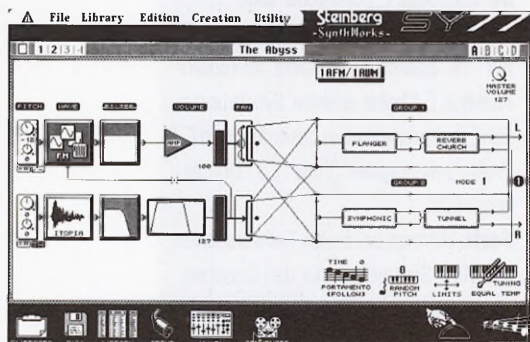 File Library Edition Creation Utility
Steinberg
-SynthWorks-
SY 77
1 2 3 4
The Abyss
A B C D
1AFM/1AWM
MASTER
VOLUME
127
PITCH
WAVE
FILTER
VOLUME
PAN
GROUP 1
FM
AMP
100
FLANGER
REVERB
CHURCH
L
GROUP 2
MODE 1
ITOPIA
127
SYMPHONIC
TUNNEL
R
TIME 0
PORTAMENTO
(FOLLOW)
0
RANDOM
PITCH
LIMITS
TUNING
EQUAL TEMP